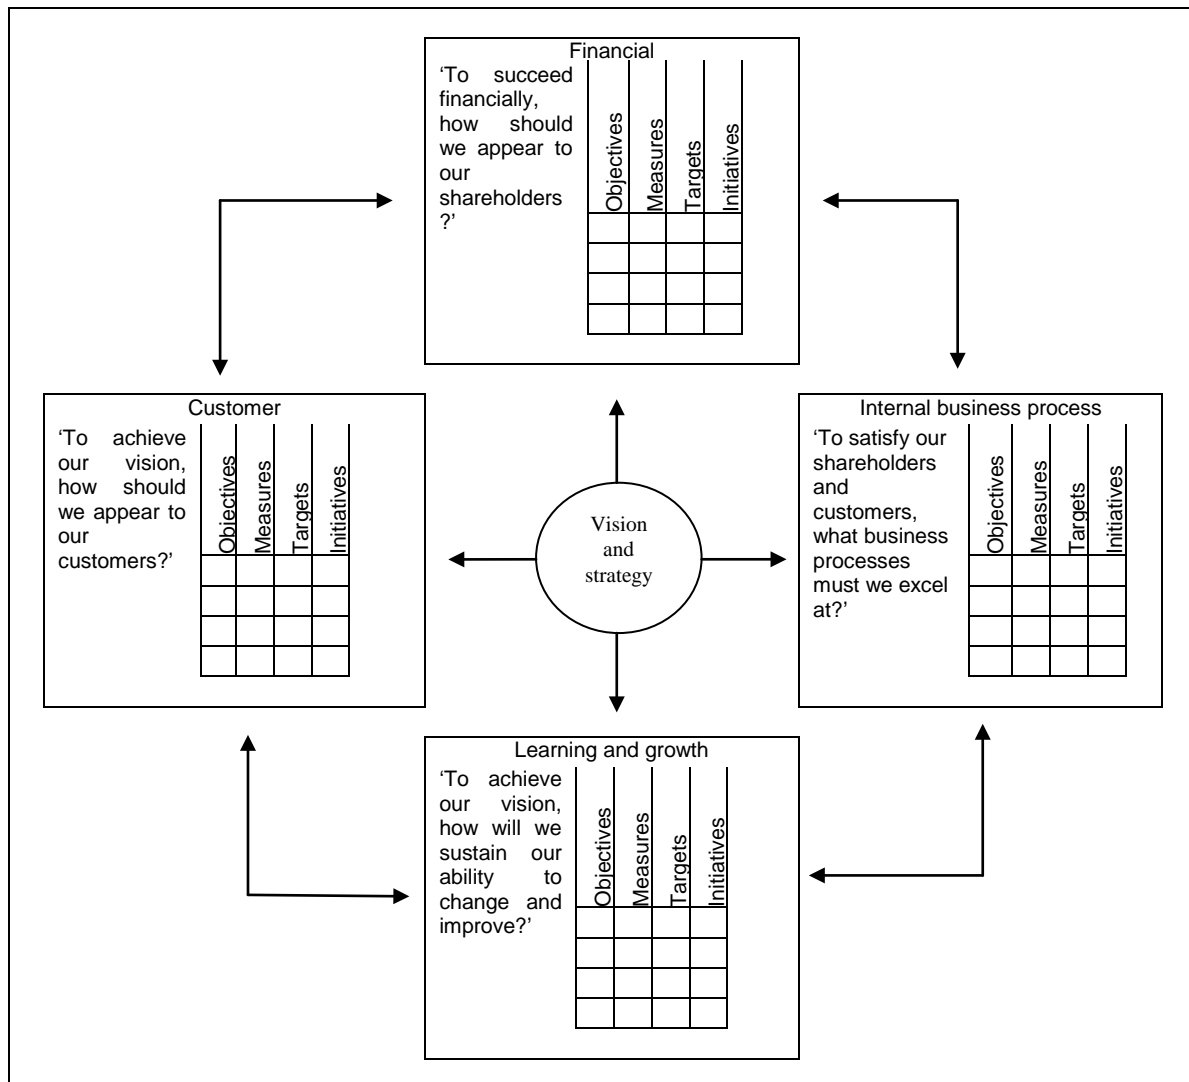 Financial
‘To succeed
financially,
how should
we appear to
our
shareholders
?’
Objectives
Measures
Targets
Initiatives
Customer
‘To achieve
our vision,
how should
we appear to
our
customers?’
Objectives
Measures
Targets
Initiatives
Vision
and
strategy
Internal business process
‘To satisfy our
shareholders
and
customers,
what business
processes
must we excel
at?’
Objectives
Measures
Targets
Initiatives
Learning and growth
‘To achieve
our vision,
how will we
sustain our
ability to
change and
improve?’
Objectives
Measures
Targets
Initiatives